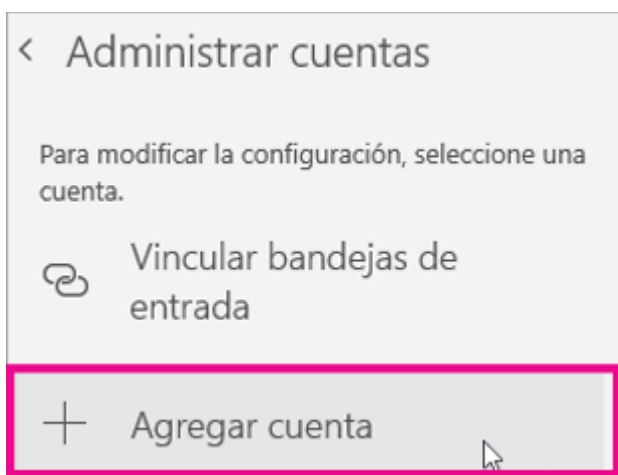 Administrar cuentas
Para modificar la configuración, seleccione una
cuenta.
Vincular bandejas de
entrada
Agregar cuenta